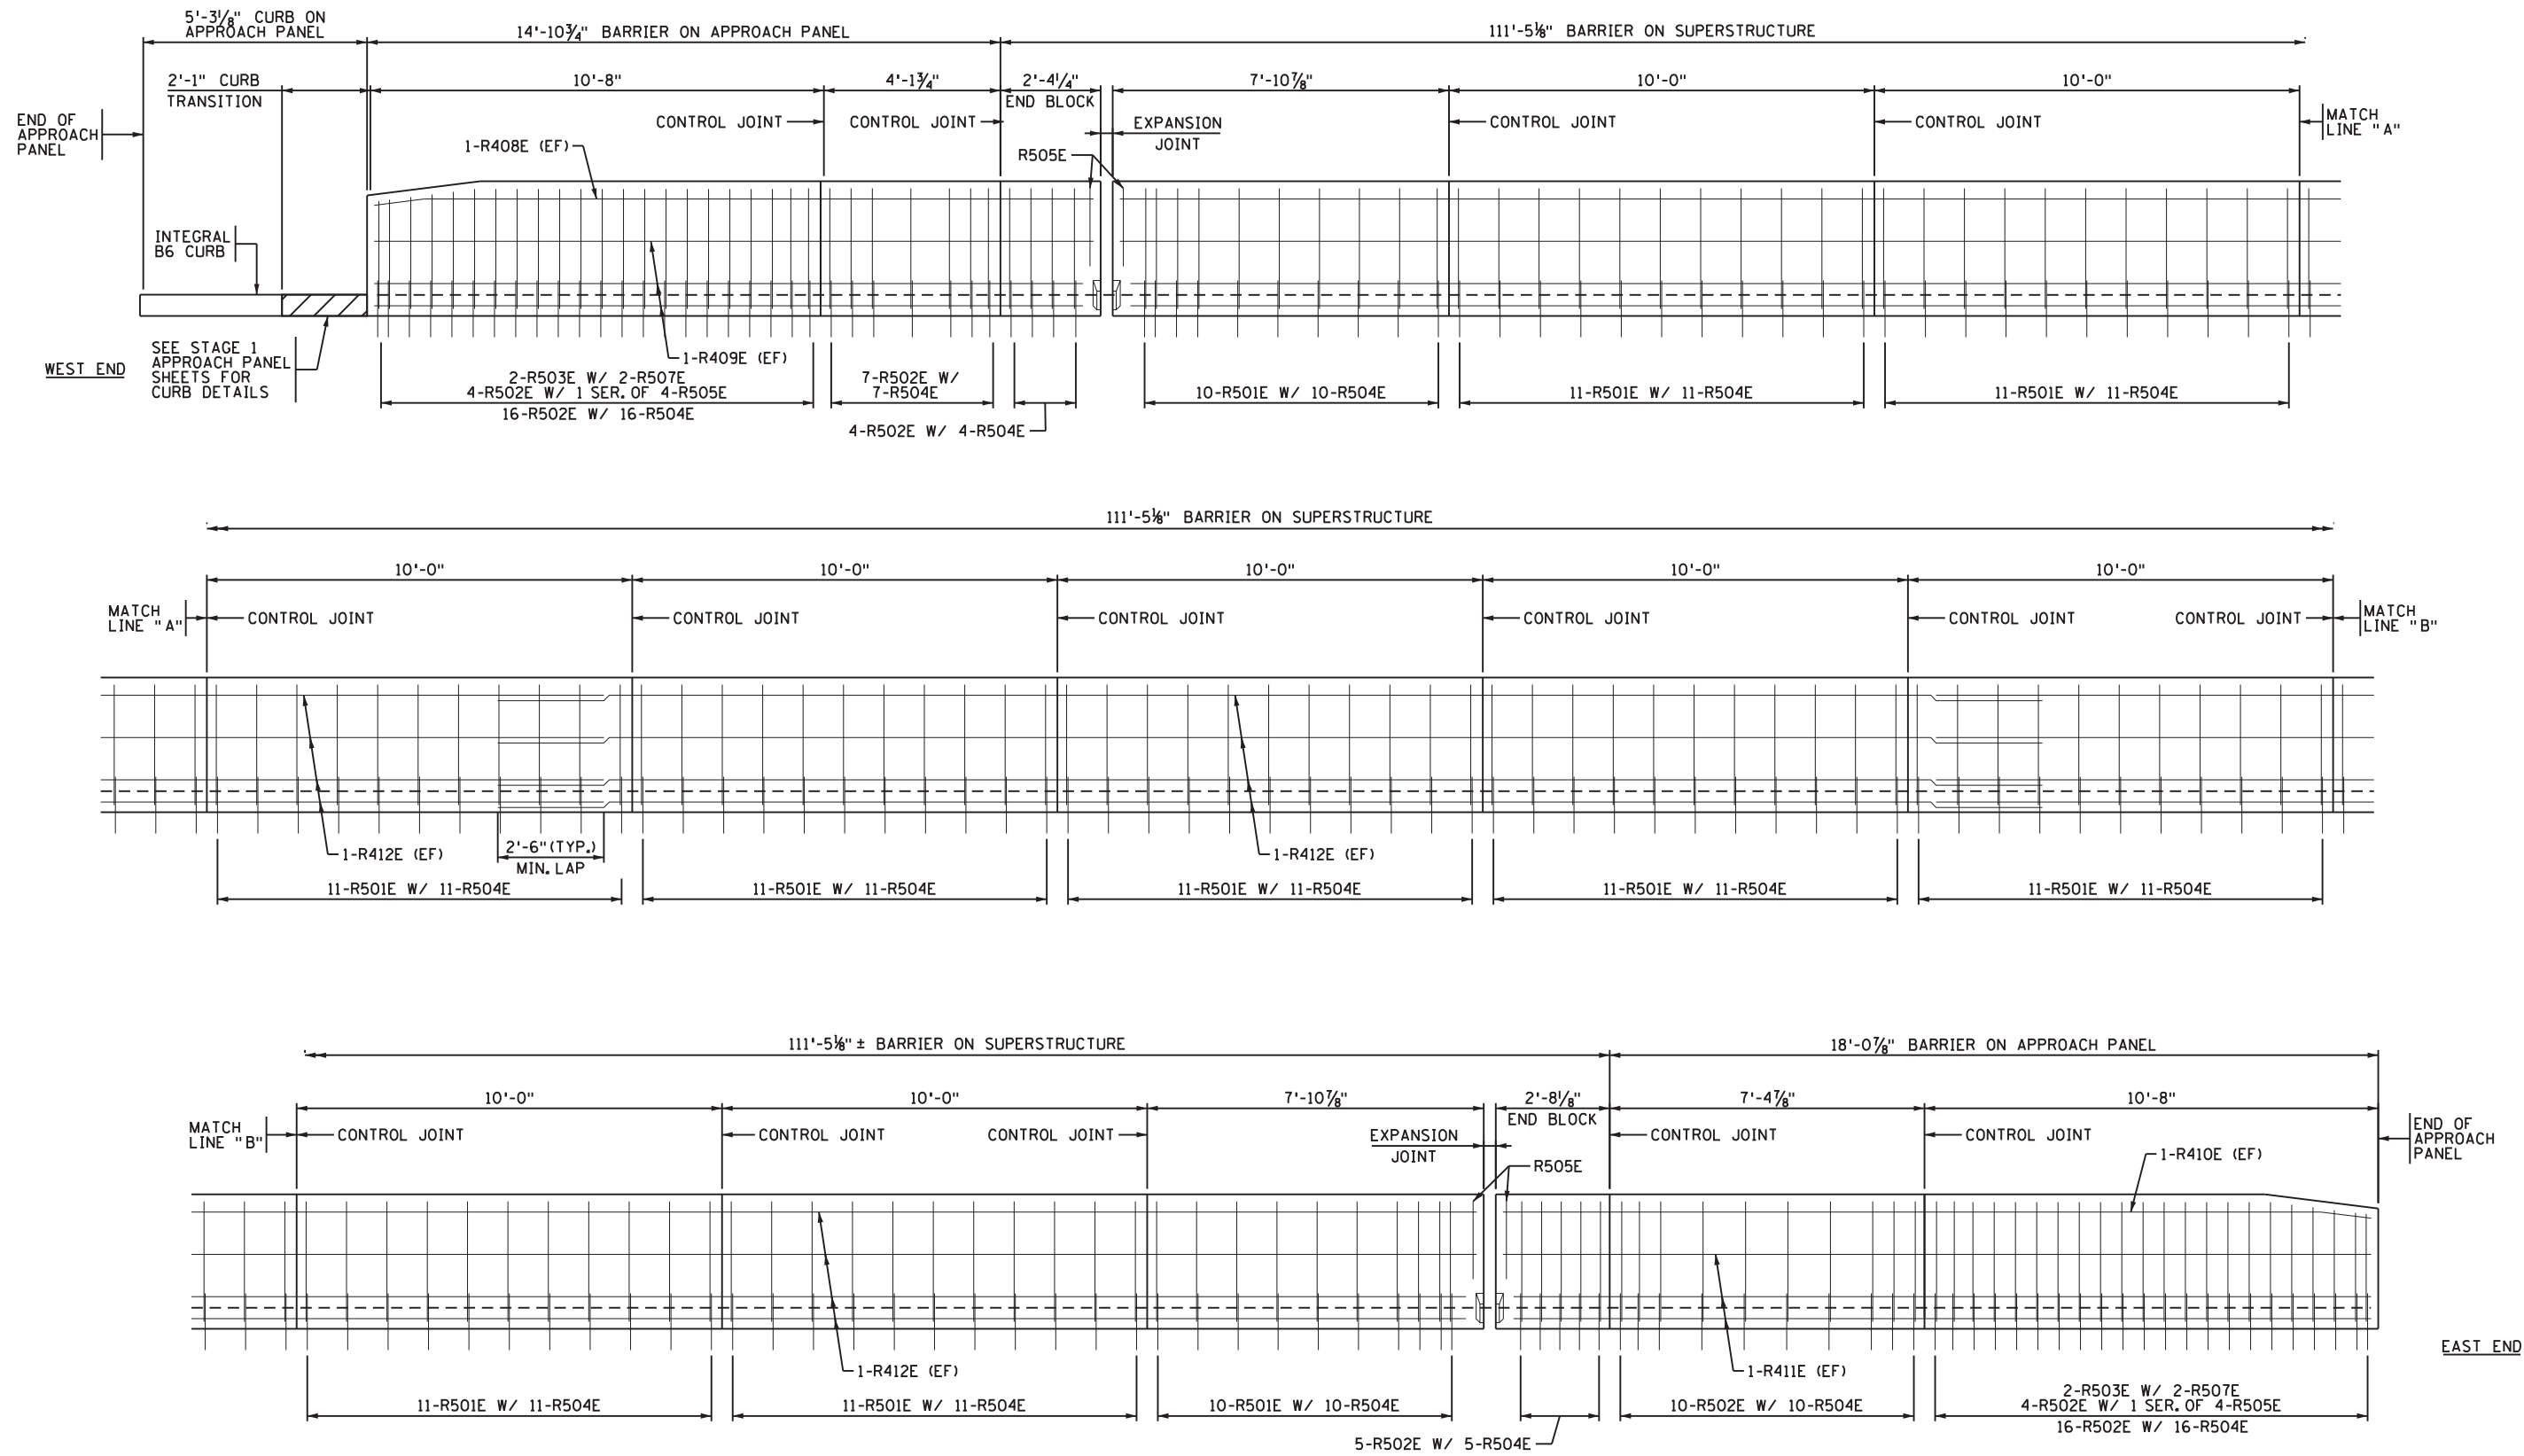 5'-3⅛" CURB ON
APPROACH PANEL
14'-10¾" BARRIER ON APPROACH PANEL
111'-5⅛" BARRIER ON SUPERSTRUCTURE
2'-1" CURB
TRANSITION
10'-8"
4'-1¾"
2'-4¼"
END BLOCK
7'-10⅞"
10'-0"
10'-0"
END OF
APPROACH
PANEL
CONTROL JOINT
CONTROL JOINT
EXPANSION
JOINT
CONTROL JOINT
CONTROL JOINT
MATCH
LINE "A"
1-R408E (EF)
R505E
INTEGRAL
B6 CURB
WEST END
SEE STAGE 1
APPROACH PANEL
SHEETS FOR
CURB DETAILS
1-R409E (EF)
2-R503E W/ 2-R507E
4-R502E W/ 1 SER. OF 4-R505E
16-R502E W/ 16-R504E
7-R502E W/
7-R504E
4-R502E W/ 4-R504E
10-R501E W/ 10-R504E
11-R501E W/ 11-R504E
11-R501E W/ 11-R504E
111'-5⅛" BARRIER ON SUPERSTRUCTURE
10'-0"
10'-0"
10'-0"
10'-0"
10'-0"
MATCH
LINE "A"
CONTROL JOINT
CONTROL JOINT
CONTROL JOINT
CONTROL JOINT
CONTROL JOINT
CONTROL JOINT
MATCH
LINE "B"
1-R412E (EF)
2'-6" (TYP.)
MIN. LAP
1-R412E (EF)
11-R501E W/ 11-R504E
11-R501E W/ 11-R504E
11-R501E W/ 11-R504E
11-R501E W/ 11-R504E
11-R501E W/ 11-R504E
111'-5⅛" ± BARRIER ON SUPERSTRUCTURE
18'-0⅞" BARRIER ON APPROACH PANEL
10'-0"
10'-0"
7'-10⅞"
2'-8⅛"
END BLOCK
7'-4⅞"
10'-8"
MATCH
LINE "B"
CONTROL JOINT
CONTROL JOINT
CONTROL JOINT
EXPANSION
JOINT
CONTROL JOINT
CONTROL JOINT
END OF
APPROACH
PANEL
R505E
1-R410E (EF)
1-R412E (EF)
1-R411E (EF)
EAST END
11-R501E W/ 11-R504E
11-R501E W/ 11-R504E
10-R501E W/ 10-R504E
5-R502E W/ 5-R504E
10-R502E W/ 10-R504E
2-R503E W/ 2-R507E
4-R502E W/ 1 SER. OF 4-R505E
16-R502E W/ 16-R504E